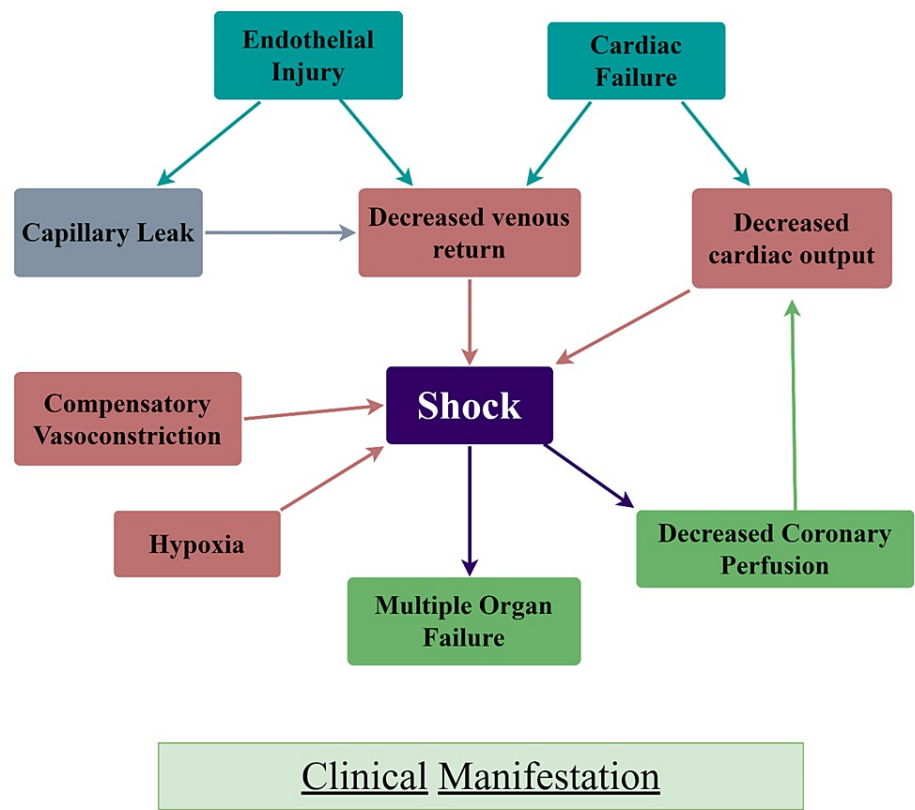 Endothelial
Injury
Cardiac
Failure
Capillary Leak
Decreased venous
return
Decreased
cardiac output
Compensatory
Vasoconstriction
Shock
Hypoxia
Decreased Coronary
Perfusion
Multiple Organ
Failure
Clinical Manifestation